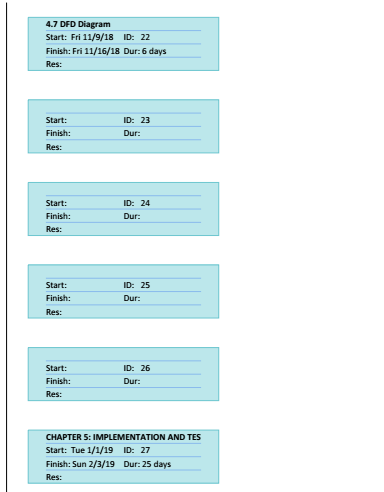 4.7 DFD Diagram
Start: Fri 11/9/18 ID: 22
Finish: Fri 11/16/18 Dur: 6 days
Res:
Start: ID: 23
Finish: Dur:
Res:
Start: ID: 24
Finish: Dur:
Res:
Start: ID: 25
Finish: Dur:
Res:
Start: ID: 26
Finish: Dur:
Res:
CHAPTER 5: IMPLEMENTATION AND TES
Start: Tue 1/1/19 ID: 27
Finish: Sun 2/3/19 Dur: 25 days
Res: